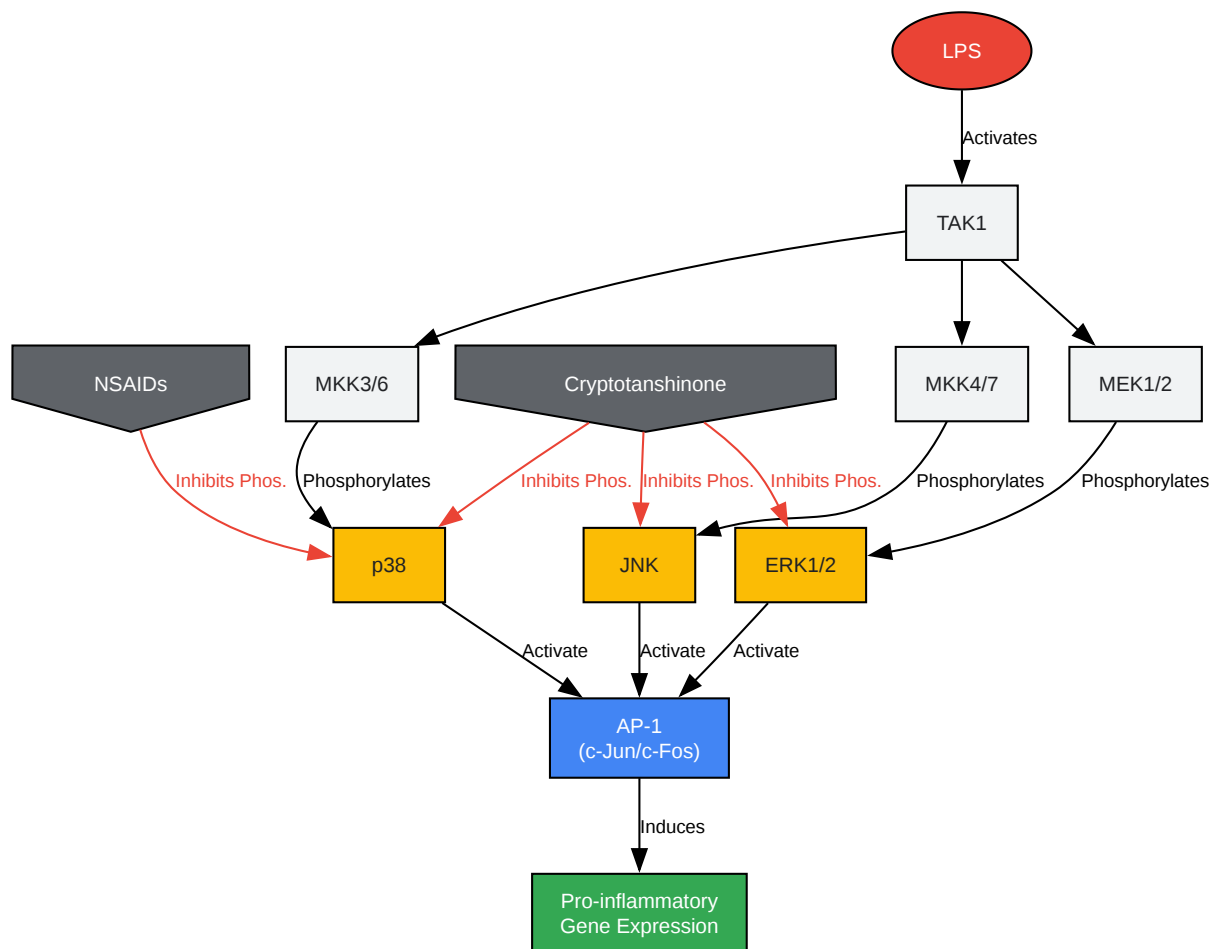 LPS
Activates
TAK1
NSAIDs
MKK3/6
Cryptotanshinone
MKK4/7
MEK1/2
Inhibits Phos.
Phosphorylates
Inhibits Phos.
Inhibits Phos.
Inhibits Phos.
Phosphorylates
Phosphorylates
p38
JNK
ERK1/2
Activate
Activate
Activate
AP-1
(c-Jun/c-Fos)
Induces
Pro-inflammatory
Gene Expression